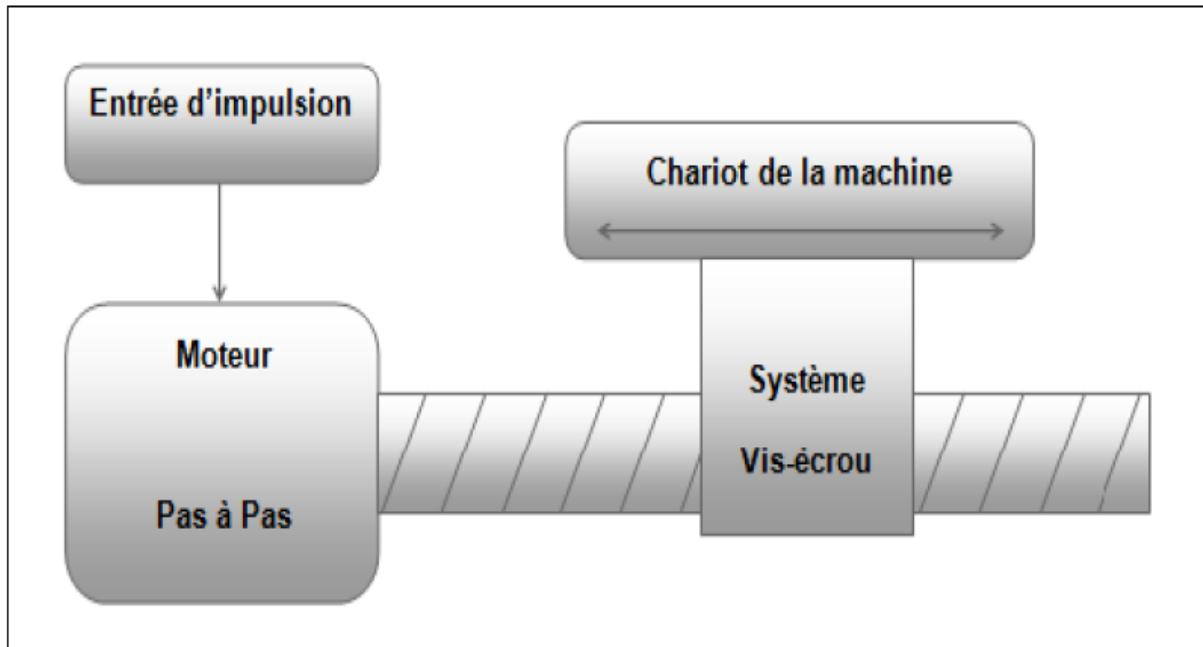 Entrée d'impulsion
Chariot de la machine
Moteur
Pas à Pas
Système
Vis-écrou